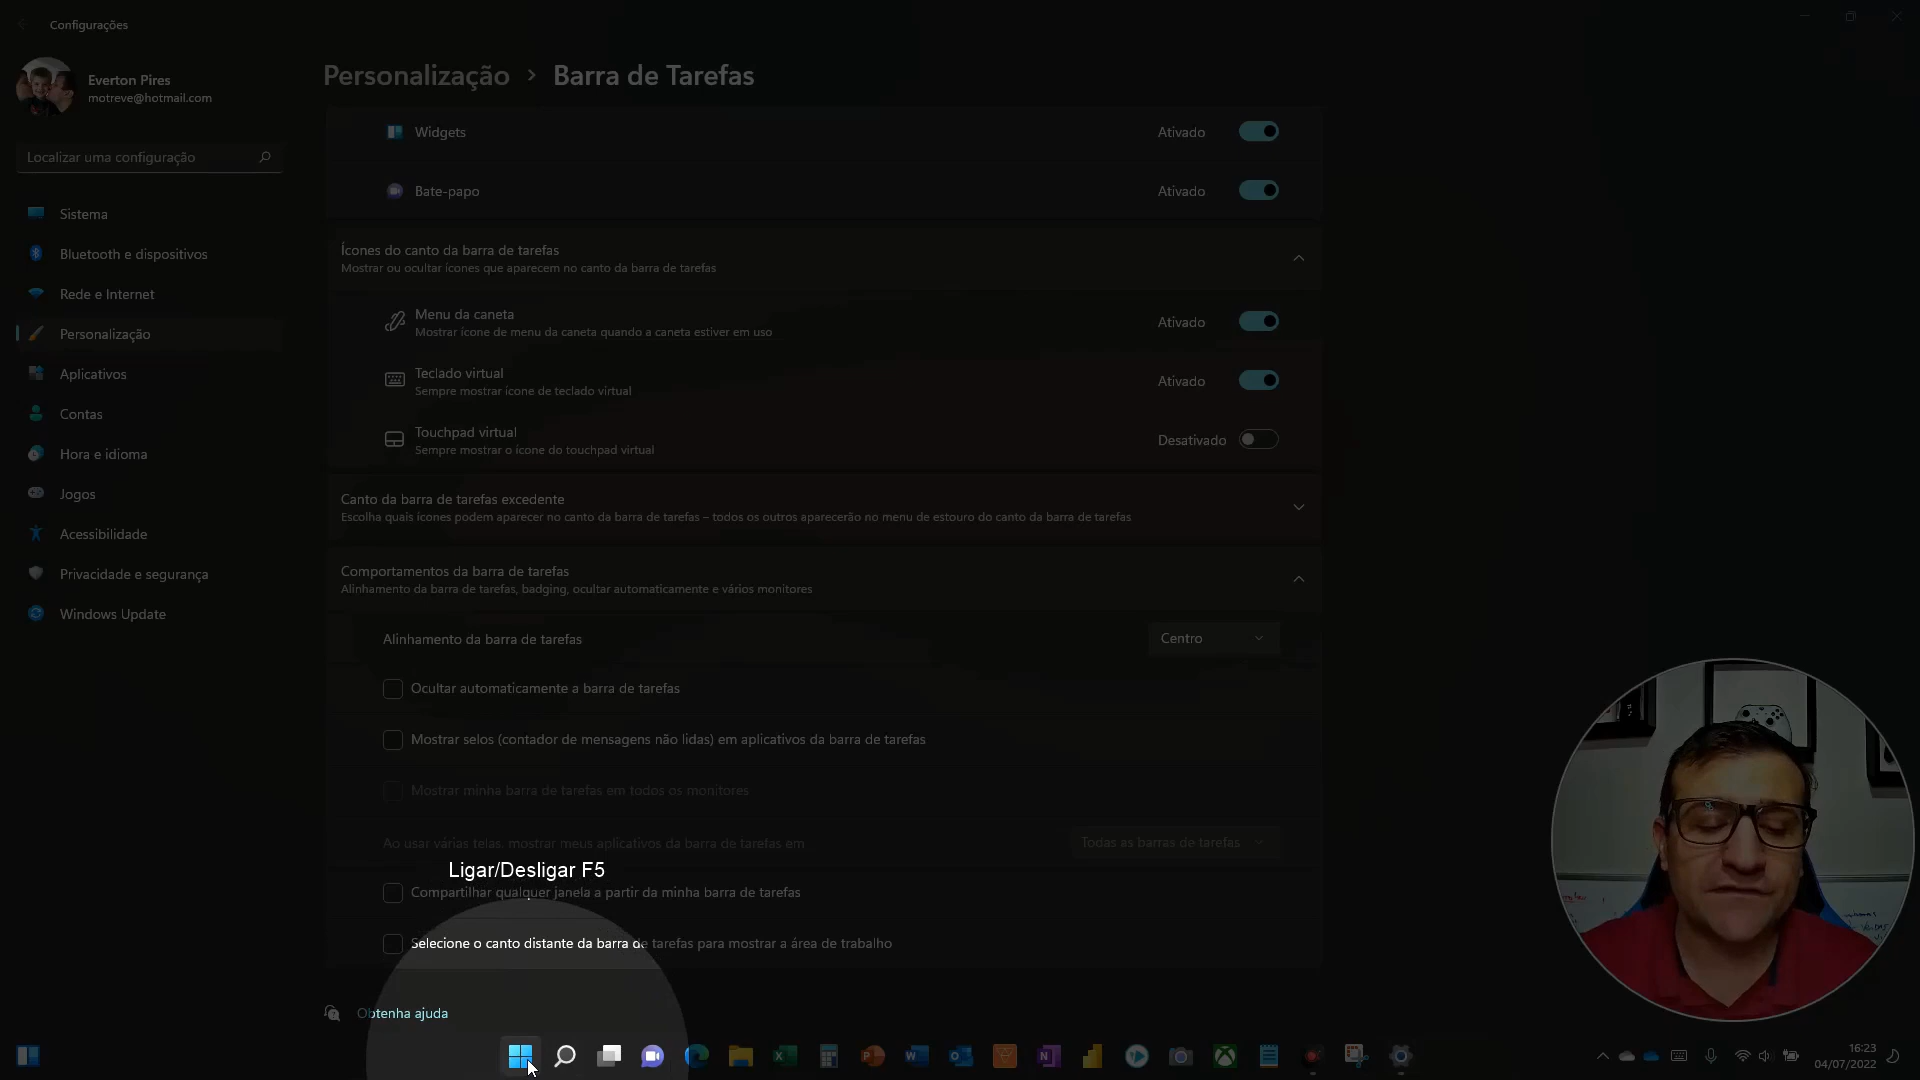 Configurações
Everton Pires
motreve@hotmail.com
Localizar uma configuração
Sistema
Bluetooth e dispositivos
Rede e Internet
Personalização
Aplicativos
Contas
Hora e idioma
Jogos
Acessibilidade
Privacidade e segurança
Windows Update
Personalização > Barra de Tarefas
Widgets Ativado
Bate-papo Ativado
Ícones do canto da barra de tarefas
Mostrar ou ocultar ícones que aparecem no canto da barra de tarefas
Menu da caneta
Mostrar ícone de menu da caneta quando a caneta estiver em uso
Ativado
Teclado virtual
Sempre mostrar ícone de teclado virtual
Ativado
Touchpad virtual
Sempre mostrar o ícone do touchpad virtual
Desativado
Canto da barra de tarefas excedente
Escolha quais ícones podem aparecer no canto da barra de tarefas – todos os outros aparecerão no menu de estouro do canto da barra de tarefas
Comportamentos da barra de tarefas
Alinhamento da barra de tarefas, badging, ocultar automaticamente e vários monitores
Alinhamento da barra de tarefas Centro
Ocultar automaticamente a barra de tarefas
Mostrar selos (contador de mensagens não lidas) em aplicativos da barra de tarefas
Mostrar minha barra de tarefas em todos os monitores
Ao usar várias telas, mostrar meus aplicativos da barra de tarefas em Todas as barras de tarefas
Ligar/Desligar F5
Compartilhar qualquer janela a partir da minha barra de tarefas
Selecione o canto distante da barra de tarefas para mostrar a área de trabalho
Obtenha ajuda
16:23
04/07/2022